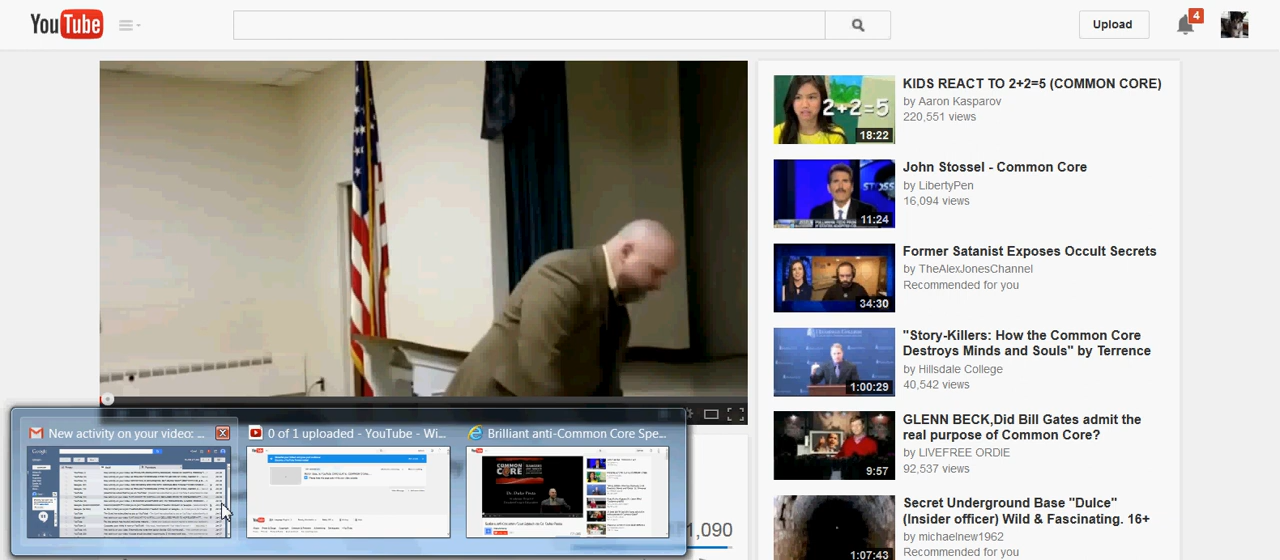 YouTube
Upload
4
KIDS REACT TO 2+2=5 (COMMON CORE)
by Aaron Kasparov
220,551 views
2+2=5
18:22
John Stossel - Common Core
by LibertyPen
16,094 views
11:24
Former Satanist Exposes Occult Secrets
by TheAlexJonesChannel
Recommended for you
34:30
"Story-Killers: How the Common Core
Destroys Minds and Souls" by Terrence
by Hillsdale College
40,542 views
1:00:29
GLENN BECK,Did Bill Gates admit the
real purpose of Common Core?
by LIVEFREE ORDIE
92,537 views
9:57
Secret Underground Base "Dulce"
(Insider officer) Wild & Fascinating. 16+
by michaelnew1962
Recommended for you
1:07:43
New activity on your video: ...
0 of 1 uploaded - YouTube - Wi...
Brilliant anti-Common Core Spe...
COMMON
CORE
1,090